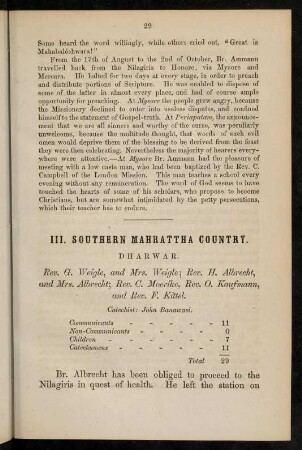 29
Some heard the word willingly, while others cried out, "Great is
Mahabaléshwara!"
From the 17th of August to the 2nd of October, Br. Ammann
travelled back from the Nilagiris to Honore, via Mysore and
Mercara. He halted for two days at every stage, in order to preach
and distribute portions of Scripture. He was enabled to dispose of
some of the latter in almost every place, and had of course ample
opportunity for preaching. At Mysore the people grew angry, because
the Missionary declined to enter into useless disputes, and confined
himself to the statement of Gospel-truth. At Periapatam, the announce-
ment that we are all sinners and worthy of the curse, was peculiarly
unwelcome, because the multitude thought, that words of such evil
omen would deprive them of the blessing to be derived from the feast
they were then celebrating. Nevertheless the majority of hearers every-
where were attentive.—At Mysore Br. Ammann had the pleasure of
meeting with a low caste man, who had been baptized by the Rev. C.
Campbell of the London Mission. This man teaches a school every
evening without any remuneration. The word of God seems to have
touched the hearts of some of his scholars, who propose to become
Christians, but are somewhat intimidated by the petty persecutions,
which their teacher has to endure.
III. SOUTHERN MAHRATTHA COUNTRY.
DHARWAR.
Rev. G. Weigle, and Mrs. Weigle; Rev. H. Albrecht,
and Mrs. Albrecht; Rev. C. Moerike, Rev. O. Kaufmann,
and Rev. F. Kittel.
Catechist: John Banawasi.
Communicants - - - - - 11
Non-Communicants - - - - - 0
Children - - - - - 7
Catechumens - - - - - 11
Total 29
Br. Albrecht has been obliged to proceed to the
Nilagiris in quest of health. He left the station on